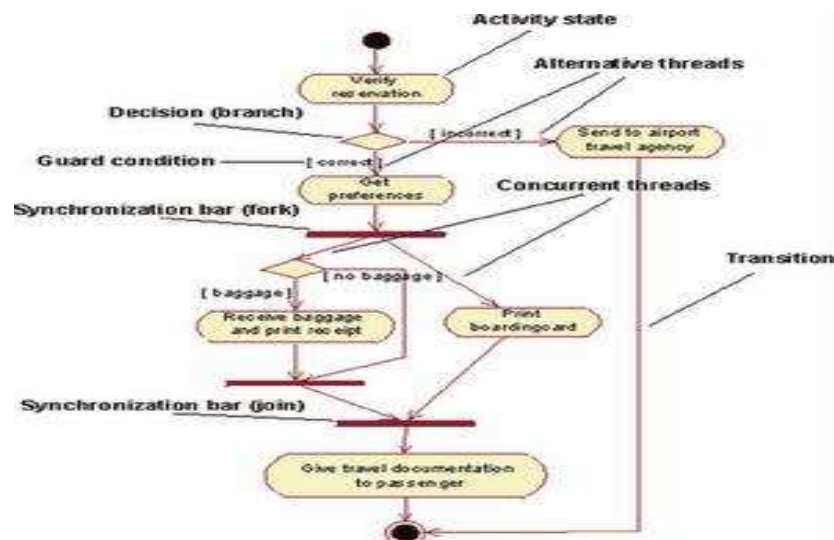 Activity state
Alternative threads
Verify
reservation
Decision (branch)
[ incorrect ]
Send to airport
travel agency
Guard condition
[ correct ]
Get
preferences
Concurrent threads
Synchronization bar (fork)
Transition
[ no baggage ]
[ baggage ]
Receive baggage
and print receipt
Print
boardingcard
Synchronization bar (join)
Give travel documentation
to passenger